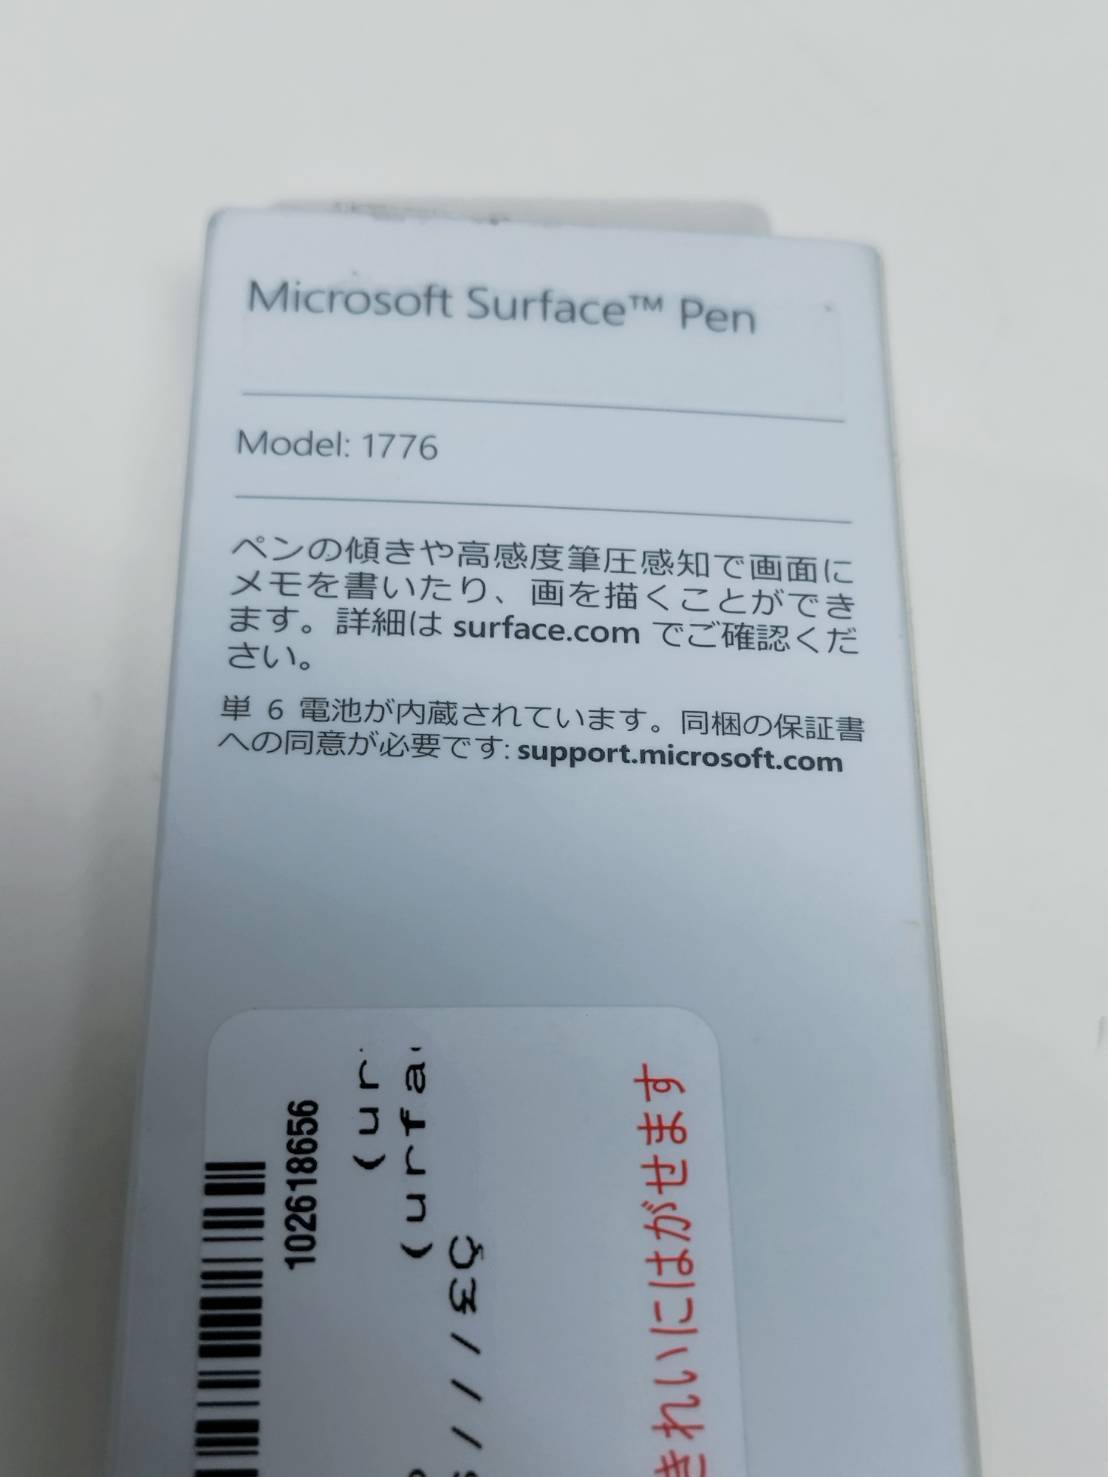 Microsoft Surface™ Pen
Model: 1776
ペンの傾きや高感度筆圧感知で画面に
メモを書いたり、画を描くことができ
ます。詳細は surface.com でご確認くだ
さい。
単 6 電池が内蔵されています。同梱の保証書
への同意が必要です: support.microsoft.com
102618656
きれいにはがせます